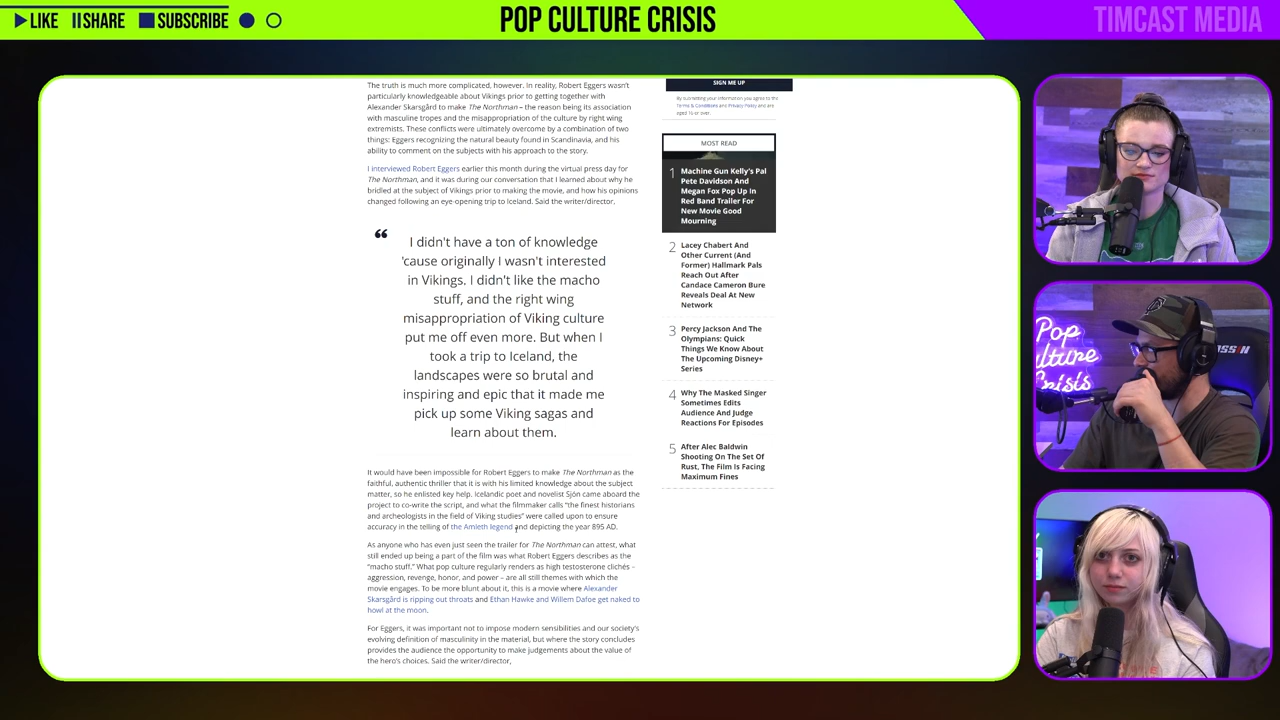 LIKE SHARE SUBSCRIBE
POP CULTURE CRISIS
TIMCAST MEDIA
The truth is much more complicated, however. In reality, Robert Eggers wasn't
particularly knowledgeable about Vikings prior to getting together with
Alexander Skarsgård to make The Northman – the reason being its association
with masculine tropes and the misappropriation of the culture by right wing
extremists. These conflicts were ultimately overcome by a combination of two
things: Eggers recognizing the natural beauty found in Scandinavia, and his
ability to comment on the subjects with his approach to the story.
I interviewed Robert Eggers earlier this month during the virtual press day for
The Northman, and it was during our conversation that I learned about why he
bridled at the subject of Vikings prior to making the movie, and how his opinions
changed following an eye-opening trip to Iceland. Said the writer/director,
“
I didn't have a ton of knowledge
'cause originally I wasn't interested
in Vikings. I didn't like the macho
stuff, and the right wing
misappropriation of Viking culture
put me off even more. But when I
took a trip to Iceland, the
landscapes were so brutal and
inspiring and epic that it made me
pick up some Viking sagas and
learn about them.
It would have been impossible for Robert Eggers to make The Northman as the
faithful, authentic thriller that it is with his limited knowledge about the subject
matter, so he enlisted key help. Icelandic poet and novelist Sjón came aboard the
project to co-write the script, and what the filmmaker calls "the finest historians
and archeologists in the field of Viking studies" were called upon to ensure
accuracy in the telling of the Amleth legend and depicting the year 895 AD.
As anyone who has even just seen the trailer for The Northman can attest, what
still ended up being a part of the film was what Robert Eggers describes as the
"macho stuff." What pop culture regularly renders as high testosterone clichés –
aggression, revenge, honor, and power – are all still themes with which the
movie engages. To be more blunt about it, this is a movie where Alexander
Skarsgård is ripping out throats and Ethan Hawke and Willem Dafoe get naked to
howl at the moon.
For Eggers, it was important not to impose modern sensibilities and our society's
evolving definition of masculinity in the material, but where the story concludes
provides the audience the opportunity to make judgements about the value of
the hero's choices. Said the writer/director,
SIGN ME UP
By submitting your information you agree to the
Terms & Conditions and Privacy Policy and are
aged 16 or over.
MOST READ
1 Machine Gun Kelly's Pal
Pete Davidson And
Megan Fox Pop Up In
Red Band Trailer For
New Movie Good
Mourning
2 Lacey Chabert And
Other Current (And
Former) Hallmark Pals
Reach Out After
Candace Cameron Bure
Reveals Deal At New
Network
3 Percy Jackson And The
Olympians: Quick
Things We Know About
The Upcoming Disney+
Series
4 Why The Masked Singer
Sometimes Edits
Audience And Judge
Reactions For Episodes
5 After Alec Baldwin
Shooting On The Set Of
Rust, The Film Is Facing
Maximum Fines
Pop
ulture
Crisis